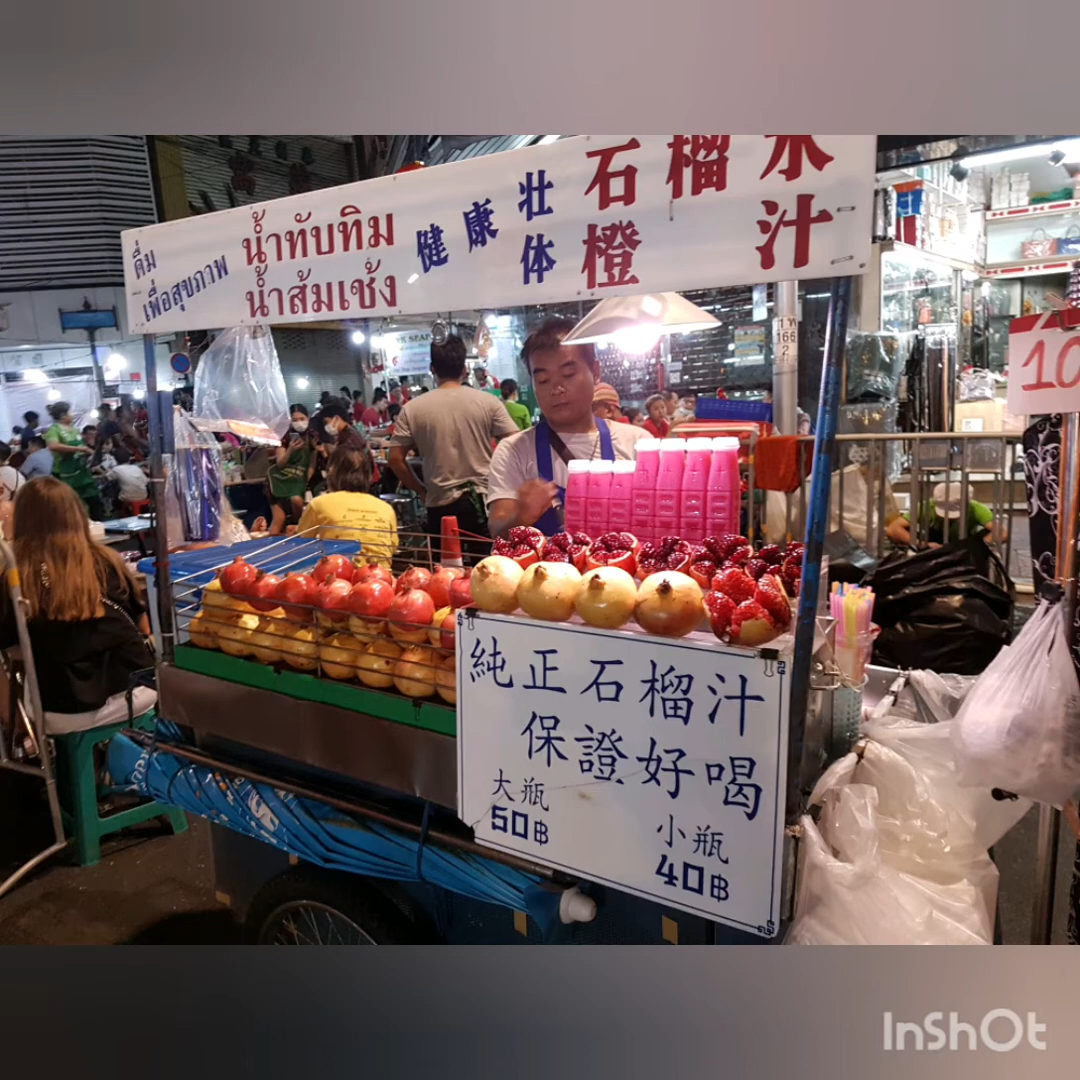 ดื่ม
เพื่อสุขภาพ
น้ำทับทิม
น้ำส้มเช้ง
健康
壮体
石榴水
橙汁
純正石榴汁
保證好喝
大瓶
50฿
小瓶
40฿
10
InShOt